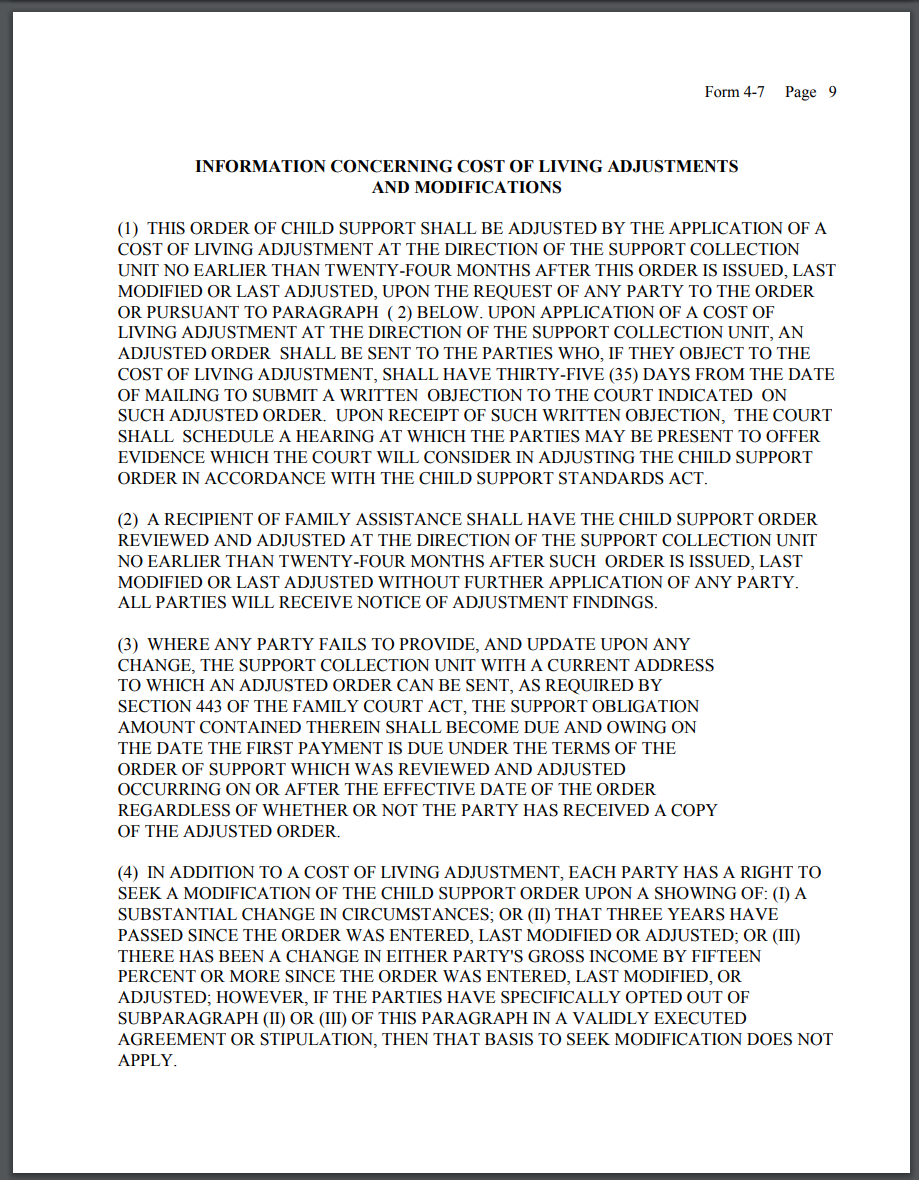 Form 4-7 Page 9
INFORMATION CONCERNING COST OF LIVING ADJUSTMENTS
AND MODIFICATIONS
(1) THIS ORDER OF CHILD SUPPORT SHALL BE ADJUSTED BY THE APPLICATION OF A
COST OF LIVING ADJUSTMENT AT THE DIRECTION OF THE SUPPORT COLLECTION
UNIT NO EARLIER THAN TWENTY-FOUR MONTHS AFTER THIS ORDER IS ISSUED, LAST
MODIFIED OR LAST ADJUSTED, UPON THE REQUEST OF ANY PARTY TO THE ORDER
OR PURSUANT TO PARAGRAPH ( 2) BELOW. UPON APPLICATION OF A COST OF
LIVING ADJUSTMENT AT THE DIRECTION OF THE SUPPORT COLLECTION UNIT, AN
ADJUSTED ORDER SHALL BE SENT TO THE PARTIES WHO, IF THEY OBJECT TO THE
COST OF LIVING ADJUSTMENT, SHALL HAVE THIRTY-FIVE (35) DAYS FROM THE DATE
OF MAILING TO SUBMIT A WRITTEN OBJECTION TO THE COURT INDICATED ON
SUCH ADJUSTED ORDER. UPON RECEIPT OF SUCH WRITTEN OBJECTION, THE COURT
SHALL SCHEDULE A HEARING AT WHICH THE PARTIES MAY BE PRESENT TO OFFER
EVIDENCE WHICH THE COURT WILL CONSIDER IN ADJUSTING THE CHILD SUPPORT
ORDER IN ACCORDANCE WITH THE CHILD SUPPORT STANDARDS ACT.
(2) A RECIPIENT OF FAMILY ASSISTANCE SHALL HAVE THE CHILD SUPPORT ORDER
REVIEWED AND ADJUSTED AT THE DIRECTION OF THE SUPPORT COLLECTION UNIT
NO EARLIER THAN TWENTY-FOUR MONTHS AFTER SUCH ORDER IS ISSUED, LAST
MODIFIED OR LAST ADJUSTED WITHOUT FURTHER APPLICATION OF ANY PARTY.
ALL PARTIES WILL RECEIVE NOTICE OF ADJUSTMENT FINDINGS.
(3) WHERE ANY PARTY FAILS TO PROVIDE, AND UPDATE UPON ANY
CHANGE, THE SUPPORT COLLECTION UNIT WITH A CURRENT ADDRESS
TO WHICH AN ADJUSTED ORDER CAN BE SENT, AS REQUIRED BY
SECTION 443 OF THE FAMILY COURT ACT, THE SUPPORT OBLIGATION
AMOUNT CONTAINED THEREIN SHALL BECOME DUE AND OWING ON
THE DATE THE FIRST PAYMENT IS DUE UNDER THE TERMS OF THE
ORDER OF SUPPORT WHICH WAS REVIEWED AND ADJUSTED
OCCURRING ON OR AFTER THE EFFECTIVE DATE OF THE ORDER
REGARDLESS OF WHETHER OR NOT THE PARTY HAS RECEIVED A COPY
OF THE ADJUSTED ORDER.
(4) IN ADDITION TO A COST OF LIVING ADJUSTMENT, EACH PARTY HAS A RIGHT TO
SEEK A MODIFICATION OF THE CHILD SUPPORT ORDER UPON A SHOWING OF: (I) A
SUBSTANTIAL CHANGE IN CIRCUMSTANCES; OR (II) THAT THREE YEARS HAVE
PASSED SINCE THE ORDER WAS ENTERED, LAST MODIFIED OR ADJUSTED; OR (III)
THERE HAS BEEN A CHANGE IN EITHER PARTY'S GROSS INCOME BY FIFTEEN
PERCENT OR MORE SINCE THE ORDER WAS ENTERED, LAST MODIFIED, OR
ADJUSTED; HOWEVER, IF THE PARTIES HAVE SPECIFICALLY OPTED OUT OF
SUBPARAGRAPH (II) OR (III) OF THIS PARAGRAPH IN A VALIDLY EXECUTED
AGREEMENT OR STIPULATION, THEN THAT BASIS TO SEEK MODIFICATION DOES NOT
APPLY.